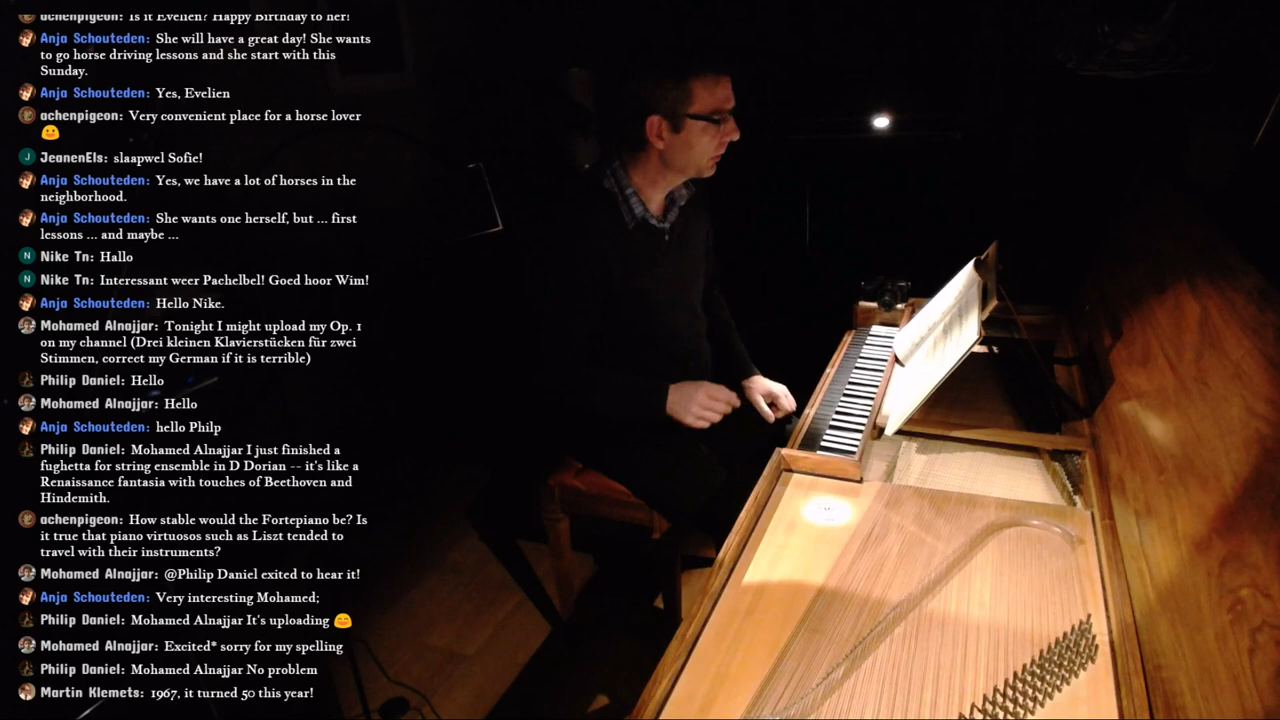 achenpigeon: Is it Evelien? Happy Birthday to her!
Anja Schouteden: She will have a great day! She wants
to go horse driving lessons and she start with this
Sunday.
Anja Schouteden: Yes, Evelien
achenpigeon: Very convenient place for a horse lover
JeanenEls: slaapwel Sofie!
Anja Schouteden: Yes, we have a lot of horses in the
neighborhood.
Anja Schouteden: She wants one herself, but ... first
lessons ... and maybe ...
Nike Tn: Hallo
Nike Tn: Interessant weer Pachelbel! Goed hoor Wim!
Anja Schouteden: Hello Nike.
Mohamed Alnajjar: Tonight I might upload my Op. 1
on my channel (Drei kleinen Klavierstücken für zwei
Stimmen, correct my German if it is terrible)
Philip Daniel: Hello
Mohamed Alnajjar: Hello
Anja Schouteden: hello Philp
Philip Daniel: Mohamed Alnajjar I just finished a
fughetta for string ensemble in D Dorian -- it's like a
Renaissance fantasia with touches of Beethoven and
Hindemith.
achenpigeon: How stable would the Fortepiano be? Is
it true that piano virtuosos such as Liszt tended to
travel with their instruments?
Mohamed Alnajjar: @Philip Daniel exited to hear it!
Anja Schouteden: Very interesting Mohamed;
Philip Daniel: Mohamed Alnajjar It's uploading
Mohamed Alnajjar: Excited* sorry for my spelling
Philip Daniel: Mohamed Alnajjar No problem
Martin Klemets: 1967, it turned 50 this year!